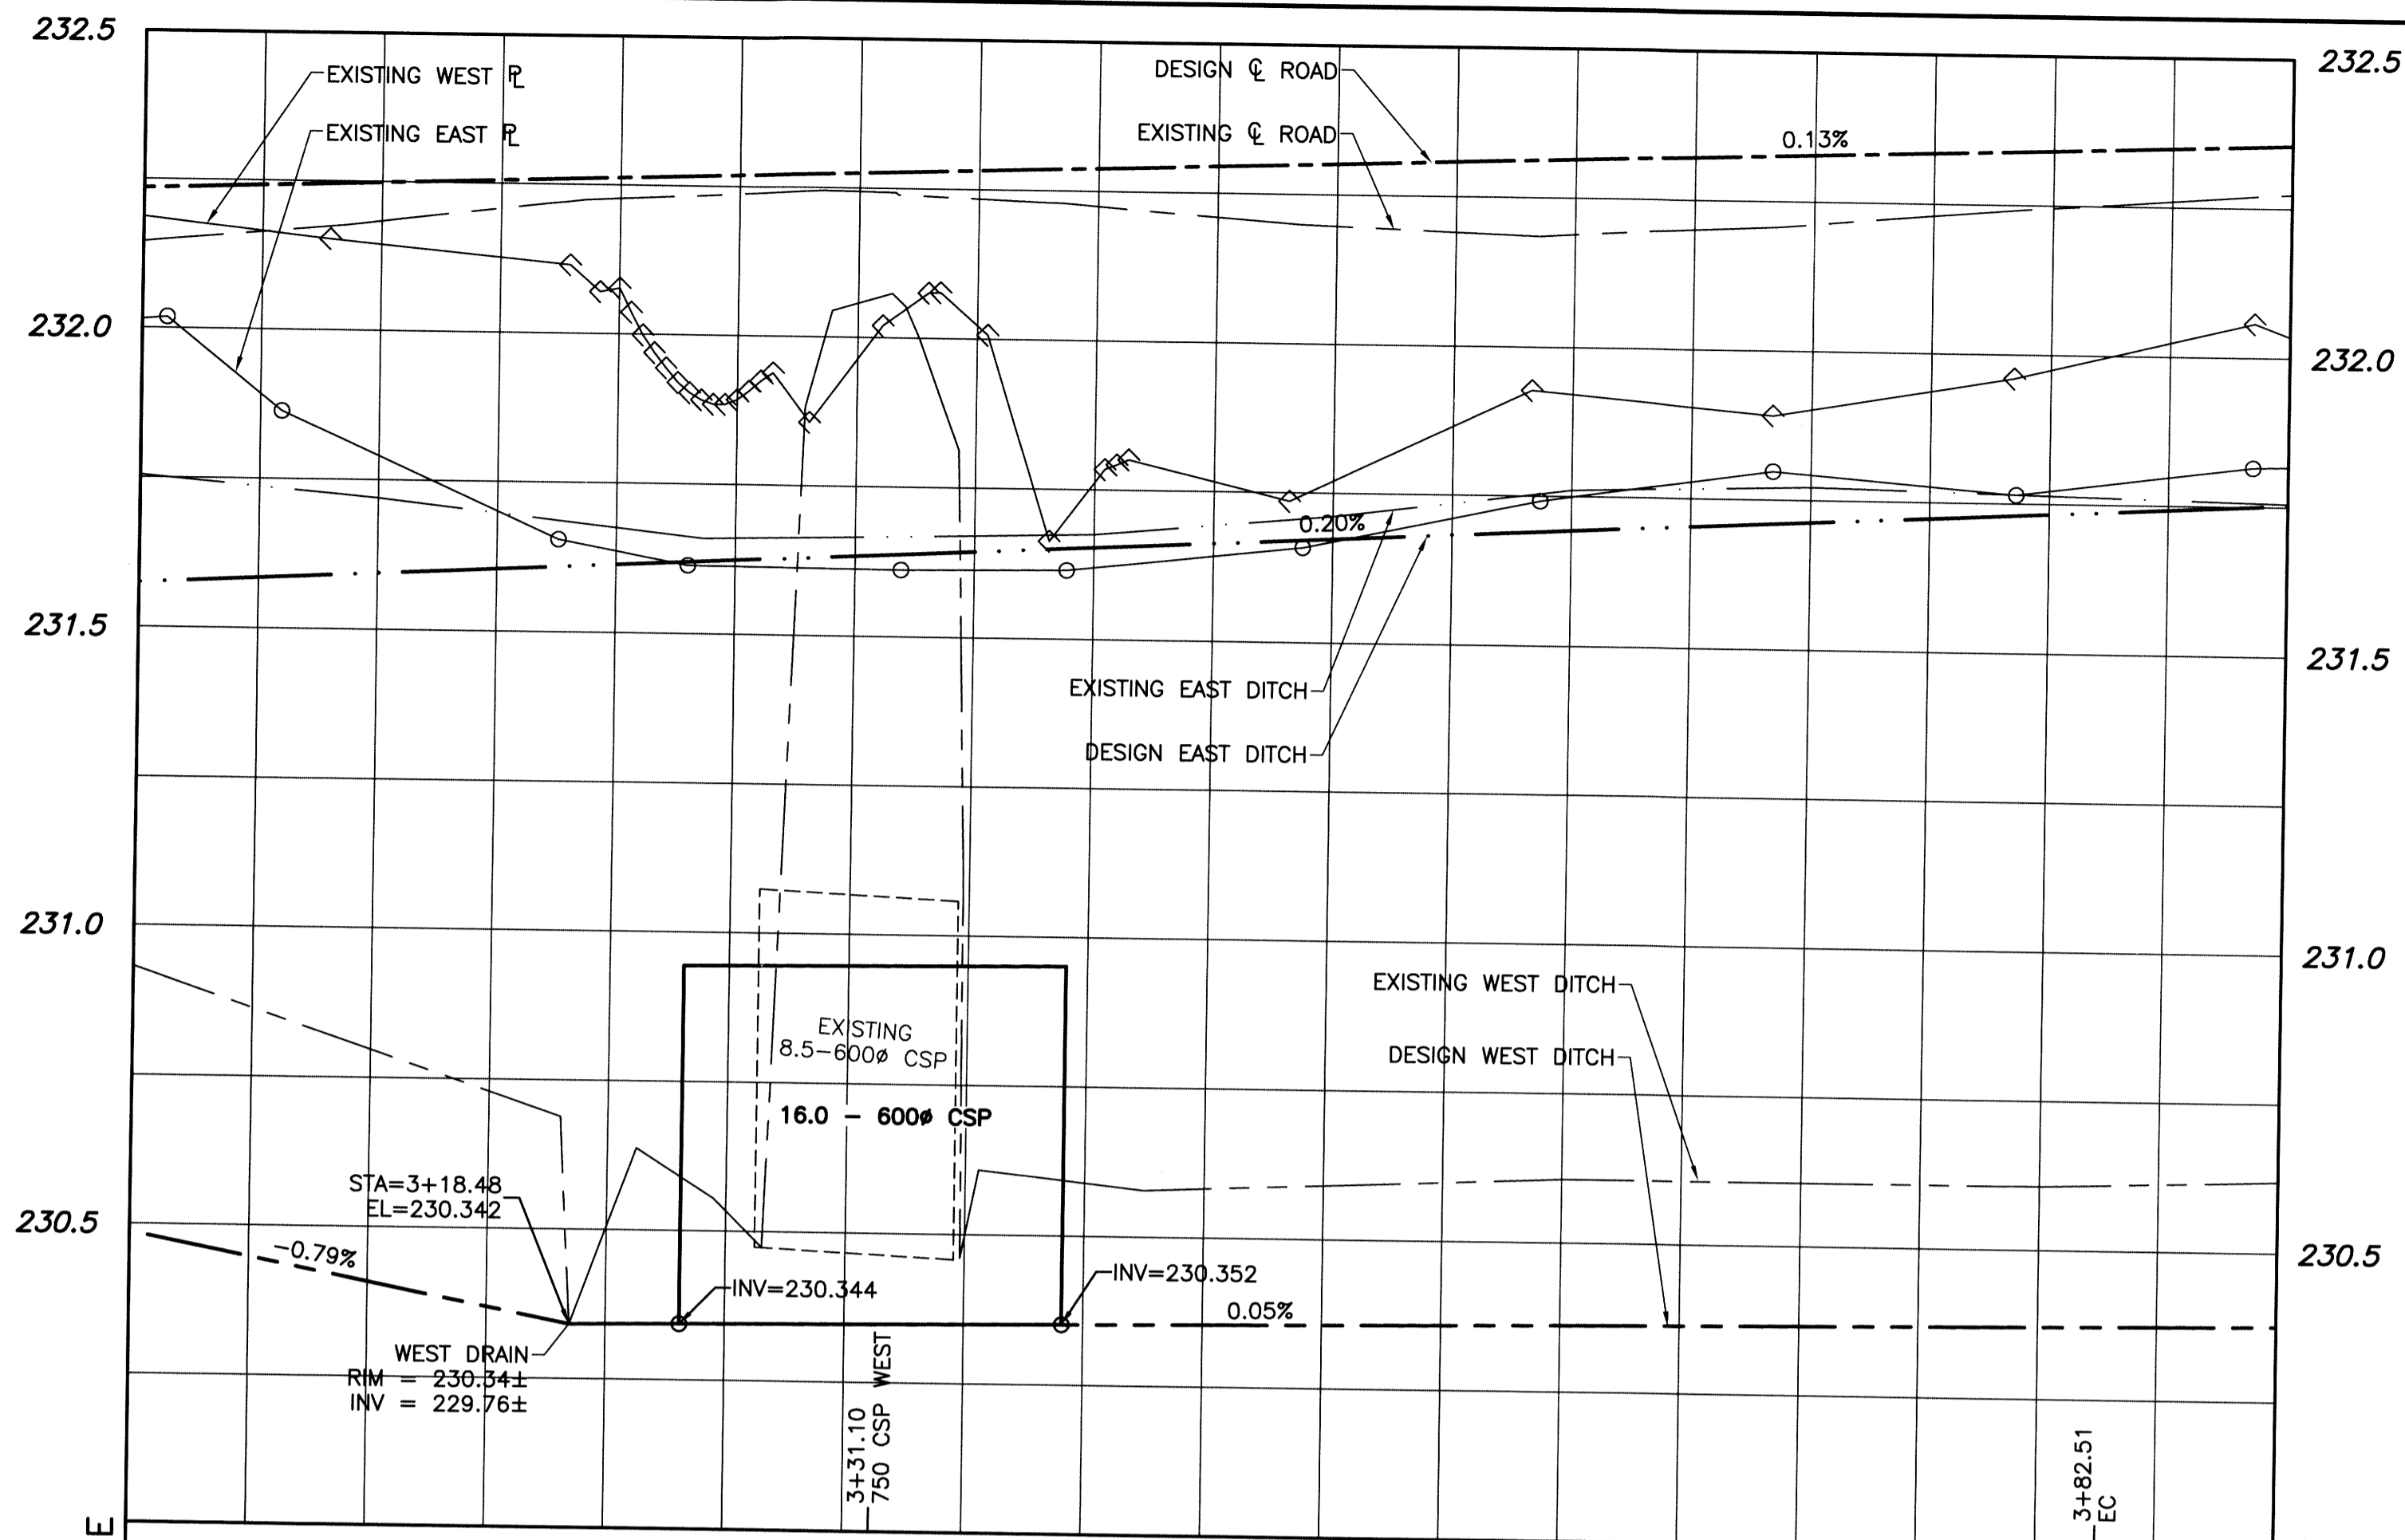 232.5
232.5
EXISTING WEST ℞
DESIGN ℄ ROAD
EXISTING EAST ℞
EXISTING ℄ ROAD
0.13%
232.0
232.0
0.20%
231.5
231.5
EXISTING EAST DITCH
DESIGN EAST DITCH
231.0
231.0
EXISTING WEST DITCH
EXISTING
8.5-600ø CSP
DESIGN WEST DITCH
16.0 - 600ø CSP
STA=3+18.48
EL=230.342
230.5
230.5
-0.79%
INV=230.344
INV=230.352
0.05%
WEST DRAIN
RIM = 230.34±
INV = 229.76±
3+31.10
750 CSP WEST
3+82.51
EC
E